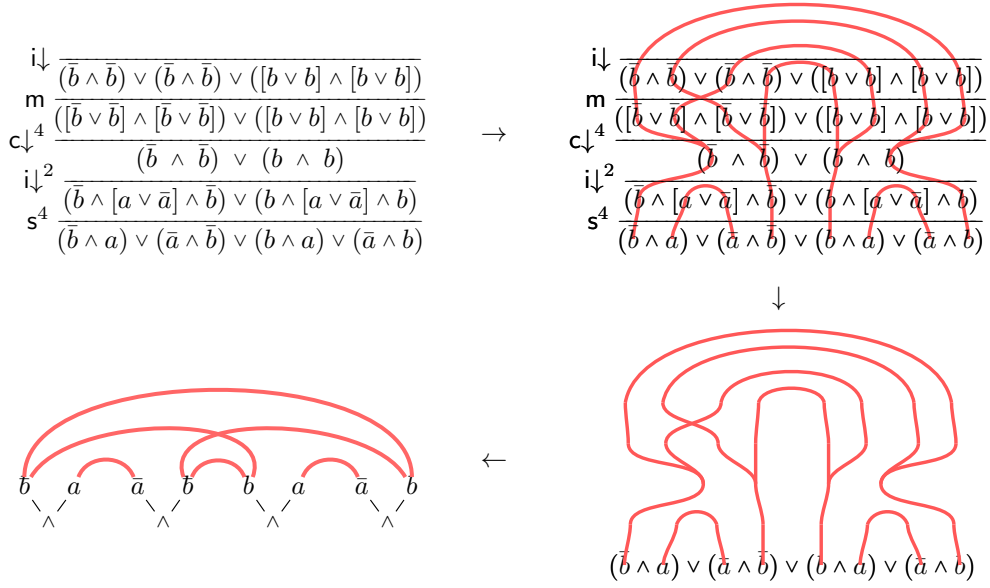 i↓
(b̄ ∧ b̄) ∨ (b̄ ∧ b̄) ∨ ([b ∨ b] ∧ [b ∨ b])
m
([b̄ ∨ b̄] ∧ [b̄ ∨ b̄]) ∨ ([b ∨ b] ∧ [b ∨ b])
c↓⁴
(b̄ ∧ b̄) ∨ (b ∧ b)
i↓²
(b̄ ∧ [a ∨ ā] ∧ b̄) ∨ (b ∧ [a ∨ ā] ∧ b)
s⁴
(b̄ ∧ a) ∨ (ā ∧ b̄) ∨ (b ∧ a) ∨ (ā ∧ b)
→
i↓
(b̄ ∧ b̄) ∨ (b̄ ∧ b̄) ∨ ([b ∨ b] ∧ [b ∨ b])
m
([b̄ ∨ b̄] ∧ [b̄ ∨ b̄]) ∨ ([b ∨ b] ∧ [b ∨ b])
c↓⁴
(b̄ ∧ b̄) ∨ (b ∧ b)
i↓²
(b̄ ∧ [a ∨ ā] ∧ b̄) ∨ (b ∧ [a ∨ ā] ∧ b)
s⁴
(b̄ ∧ a) ∨ (ā ∧ b̄) ∨ (b ∧ a) ∨ (ā ∧ b)
↓
(b̄ ∧ a) ∨ (ā ∧ b̄) ∨ (b ∧ a) ∨ (ā ∧ b)
←
b̄ a ā b̄ b a ā b
∧ ∧ ∧ ∧